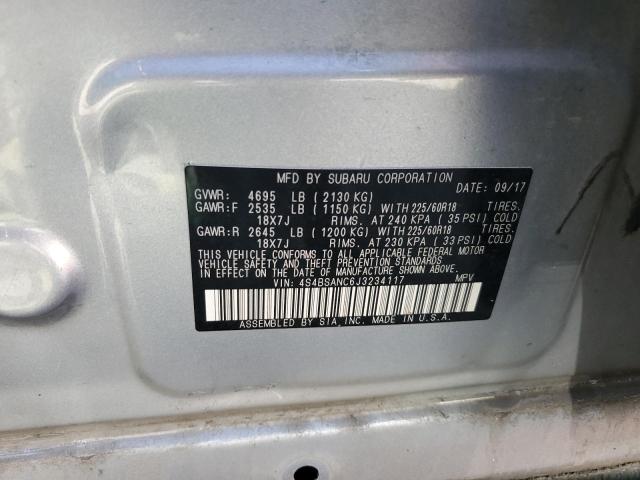 MFD BY SUBARU CORPORATION
GVWR: 4695 LB ( 2130 KG) DATE: 09/17
GAWR:F 2535 LB ( 1150 KG) WITH 225/60R18 TIRES.
18X7J RIMS. AT 240 KPA ( 35 PSI) COLD
GAWR:R 2645 LB ( 1200 KG) WITH 225/60R18 TIRES.
18X7J RIMS. AT 230 KPA ( 33 PSI) COLD
THIS VEHICLE CONFORMS TO ALL APPLICABLE FEDERAL MOTOR
VEHICLE SAFETY AND THEFT PREVENTION STANDARDS IN EFFECT
ON THE DATE OF MANUFACTURE SHOWN ABOVE.
VIN: 4S4BSANC6J3234117 MPV
ASSEMBLED BY SIA, INC. MADE IN U.S.A.